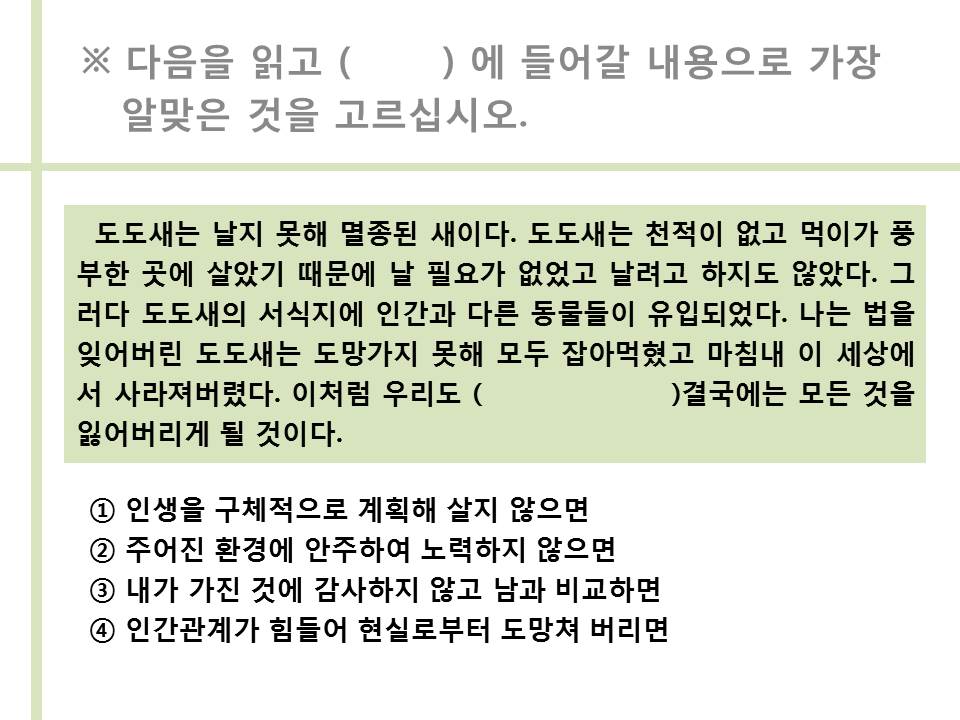 ※ 다음을 읽고 (      ) 에 들어갈 내용으로 가장
알맞은 것을 고르십시오.
도도새는 날지 못해 멸종된 새이다. 도도새는 천적이 없고 먹이가 풍
부한 곳에 살았기 때문에 날 필요가 없었고 날려고 하지도 않았다. 그
러다 도도새의 서식지에 인간과 다른 동물들이 유입되었다. 나는 법을
잊어버린 도도새는 도망가지 못해 모두 잡아먹혔고 마침내 이 세상에
서 사라져버렸다. 이처럼 우리도 (            )결국에는 모든 것을
잃어버리게 될 것이다.
① 인생을 구체적으로 계획해 살지 않으면
② 주어진 환경에 안주하여 노력하지 않으면
③ 내가 가진 것에 감사하지 않고 남과 비교하면
④ 인간관계가 힘들어 현실로부터 도망쳐 버리면